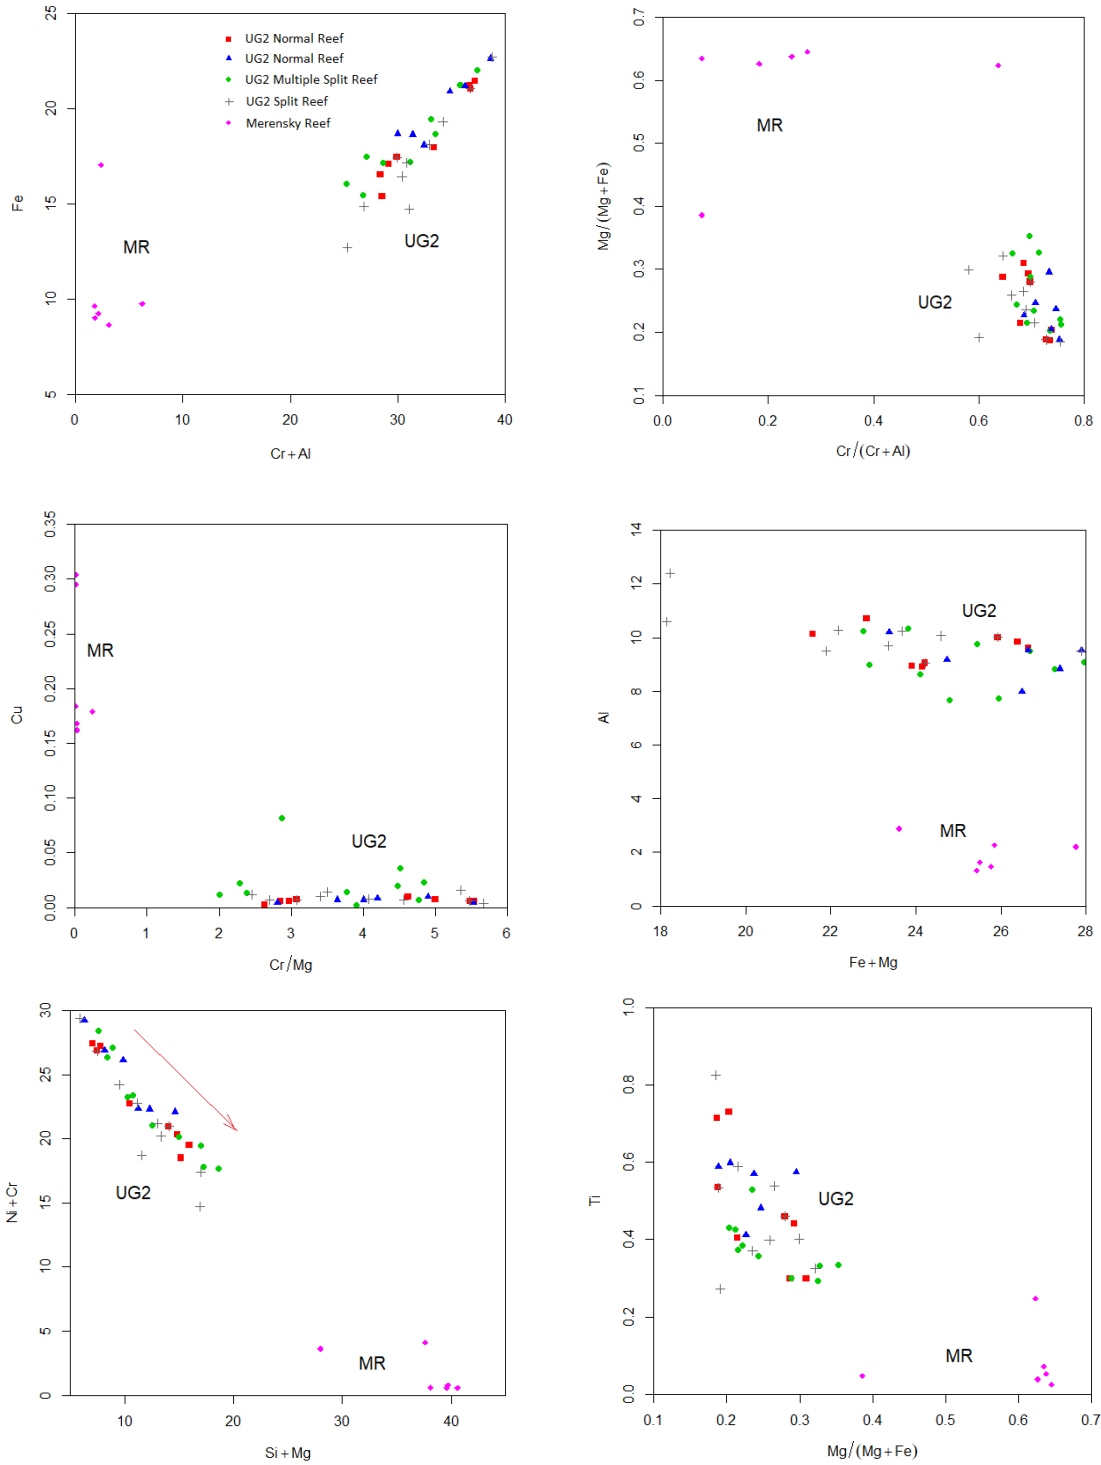 25
20
15
10
5
Fe
UG2 Normal Reef
UG2 Normal Reef
UG2 Multiple Split Reef
UG2 Split Reef
Merensky Reef
MR
UG2
0 10 20 30 40
Cr+Al
0.7
0.6
0.5
0.4
0.3
0.2
0.1
Mg/(Mg+Fe)
MR
UG2
0.0 0.2 0.4 0.6 0.8
Cr/(Cr+Al)
0.35
0.30
0.25
0.20
0.15
0.10
0.05
0.00
Cu
MR
UG2
0 1 2 3 4 5 6
Cr/Mg
14
12
10
8
6
4
2
0
Al
UG2
MR
18 20 22 24 26 28
Fe+Mg
30
25
20
15
10
5
0
Ni+Cr
UG2
MR
10 20 30 40
Si+Mg
1.0
0.8
0.6
0.4
0.2
0.0
Ti
UG2
MR
0.1 0.2 0.3 0.4 0.5 0.6 0.7
Mg/(Mg+Fe)